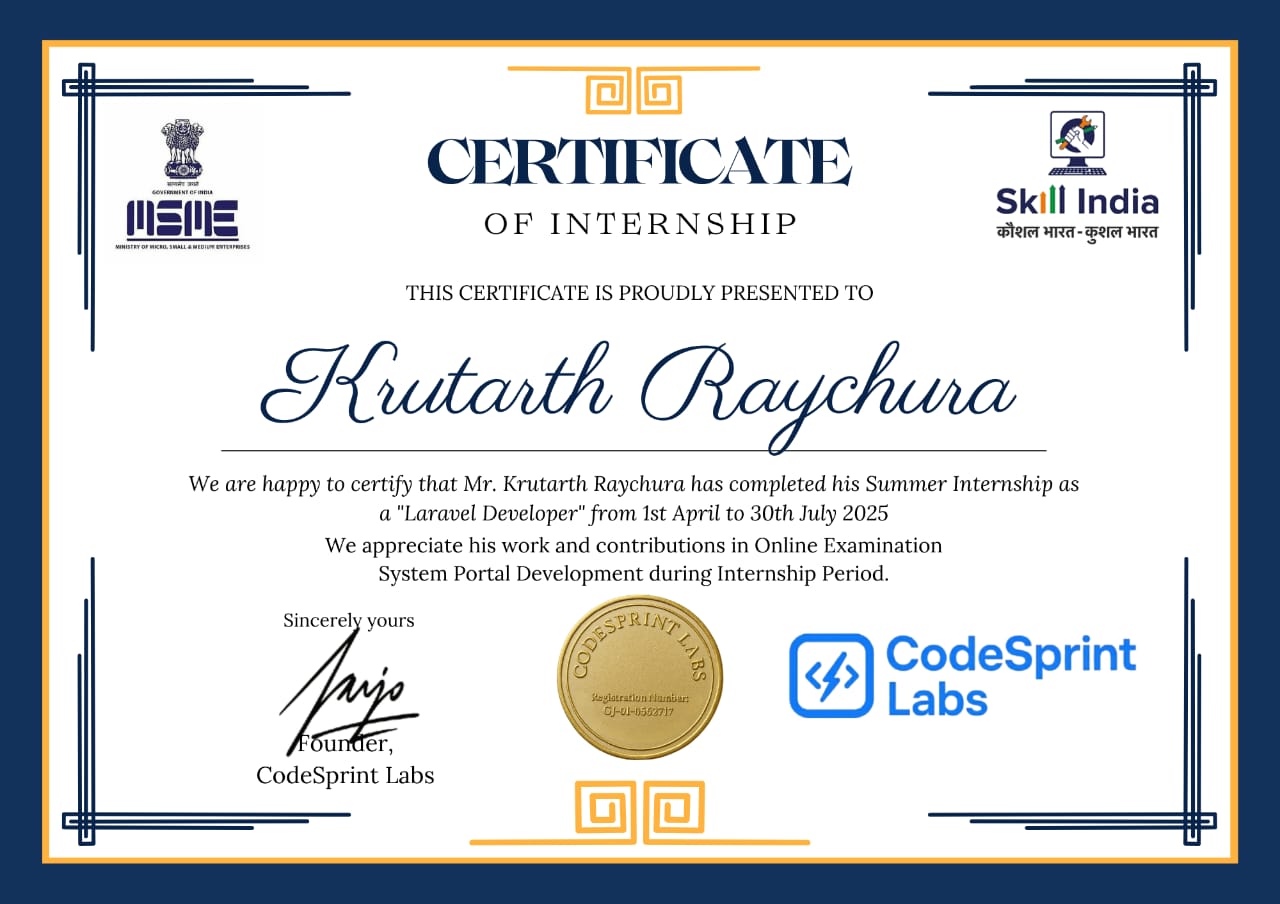 सत्यमेव जयते
GOVERNMENT OF INDIA
MSME
MINISTRY OF MICRO, SMALL & MEDIUM ENTERPRISES
CERTIFICATE
OF INTERNSHIP
Skill India
कौशल भारत - कुशल भारत
THIS CERTIFICATE IS PROUDLY PRESENTED TO
Krutarth Raychura
We are happy to certify that Mr. Krutarth Raychura has completed his Summer Internship as
a "Laravel Developer" from 1st April to 30th July 2025
We appreciate his work and contributions in Online Examination
System Portal Development during Internship Period.
Sincerely yours
Founder,
CodeSprint Labs
CODESPRINT LABS
Registration Number:
GJ-01-0552717
CodeSprint
Labs